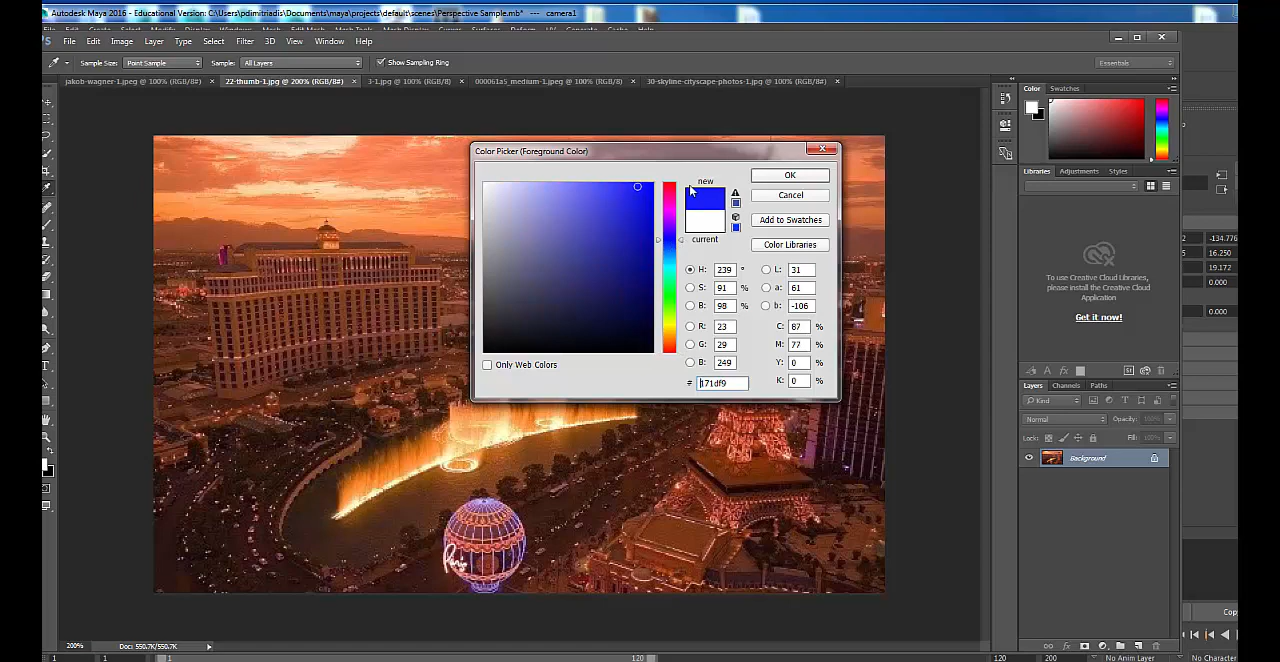 Autodesk Maya 2016 - Educational Version: C:\Users\pdimitriadis\Documents\maya\projects\default\scenes\Perspective Sample.mb* --- camera1
File Edit Image Layer Type Select Filter 3D View Window Help
Sample Size: Point Sample Sample: All Layers Show Sampling Ring Essentials
jakob-wagner-1.jpeg @ 100% (RGB/8#) × 22-thumb-1.jpg @ 200% (RGB/8#) × 3-1.jpg @ 100% (RGB/8) × 000061a5_medium-1.jpeg @ 100% (RGB/8) × 30-skyline-cityscape-photos-1.jpg @ 100% (RGB/8#) ×
Color Swatches
Color Picker (Foreground Color)
new
OK
Cancel
current
Add to Swatches
Color Libraries
H: 239 ° L: 31
S: 91 % a: 61
B: 98 % b: -106
R: 23 C: 87 %
G: 29 M: 77 %
B: 249 Y: 0 %
# 171df9 K: 0 %
Only Web Colors
Libraries Adjustments Styles
-134.776
16.250
19.172
0.000
0.000
To use Creative Cloud Libraries,
please install the Creative Cloud
Application
Get it now!
Layers Channels Paths
Kind
Normal Opacity: 100%
Lock: Fill: 100%
Background
Paris
200% Doc: 550.7K/550.7K
1 1 1 120 120 200 No Anim Layer No Character